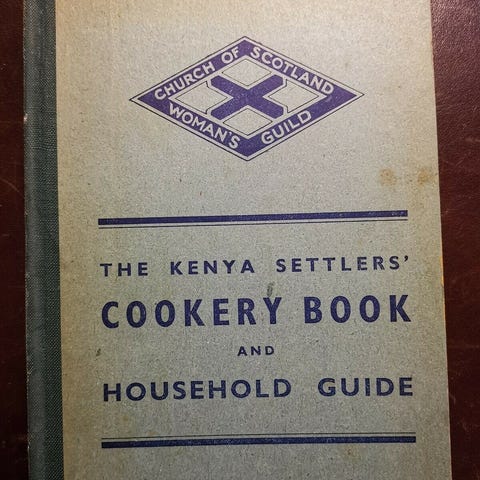 CHURCH OF SCOTLAND
WOMAN'S GUILD
THE KENYA SETTLERS'
COOKERY BOOK
AND
HOUSEHOLD GUIDE